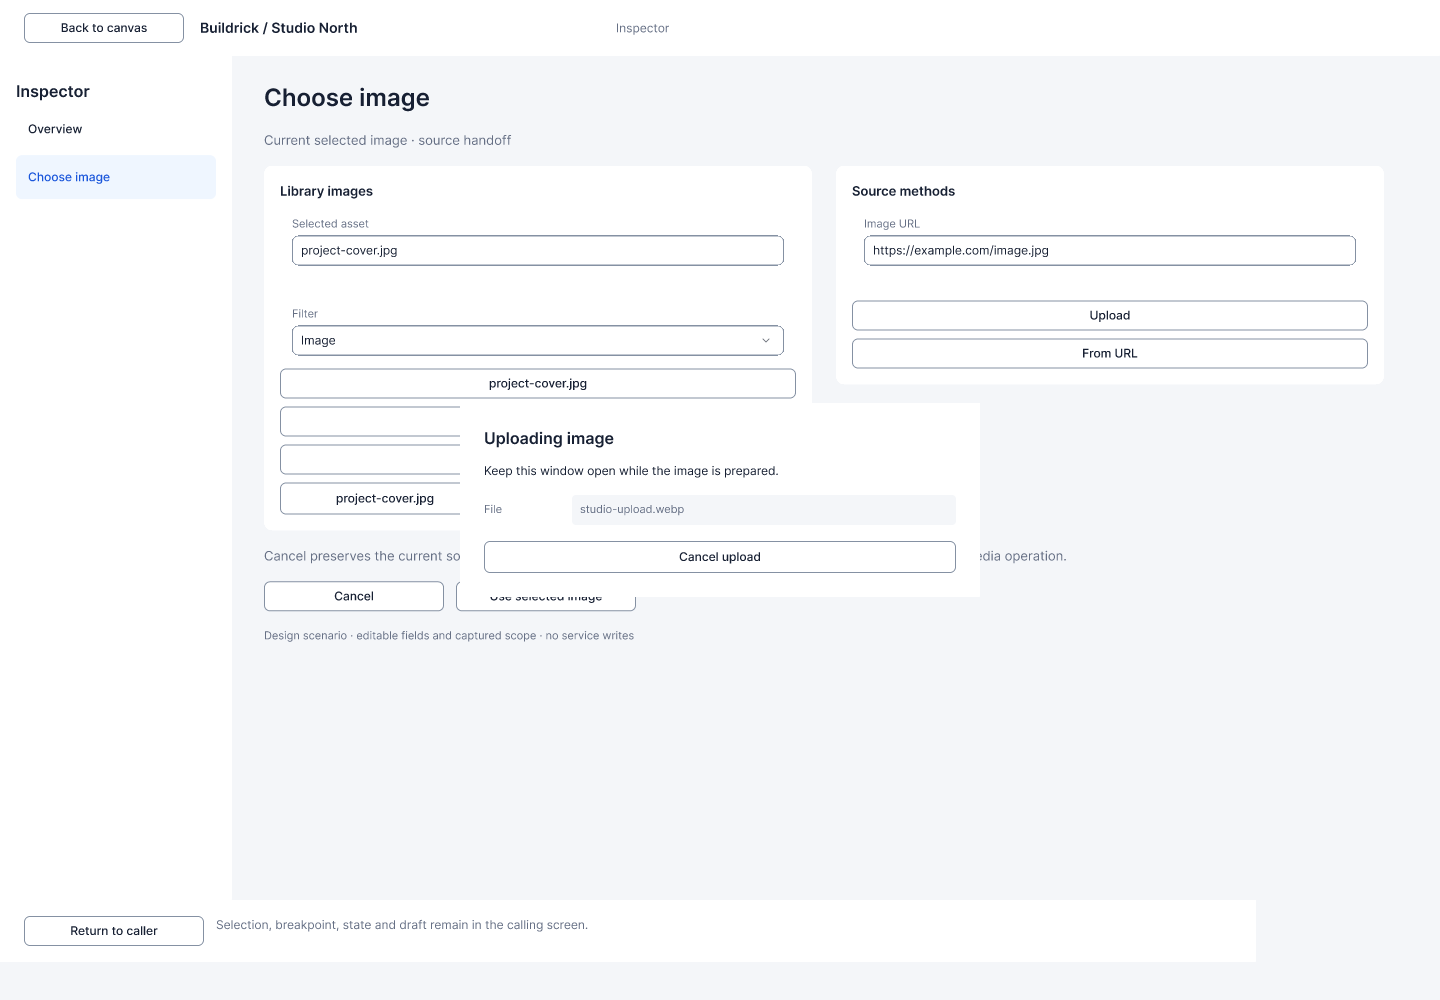 Back to canvas
Buildrick / Studio North
Inspector
Inspector
Overview
Choose image
Choose image
Current selected image · source handoff
Library images
Selected asset
project-cover.jpg
Filter
Image
project-cover.jpg
project-cover.jpg
Source methods
Image URL
https://example.com/image.jpg
Upload
From URL
Uploading image
Keep this window open while the image is prepared.
File
studio-upload.webp
Cancel upload
Cancel preserves the current operation.
Cancel
Use selected image
Design scenario · editable fields and captured scope · no service writes
Return to caller
Selection, breakpoint, state and draft remain in the calling screen.